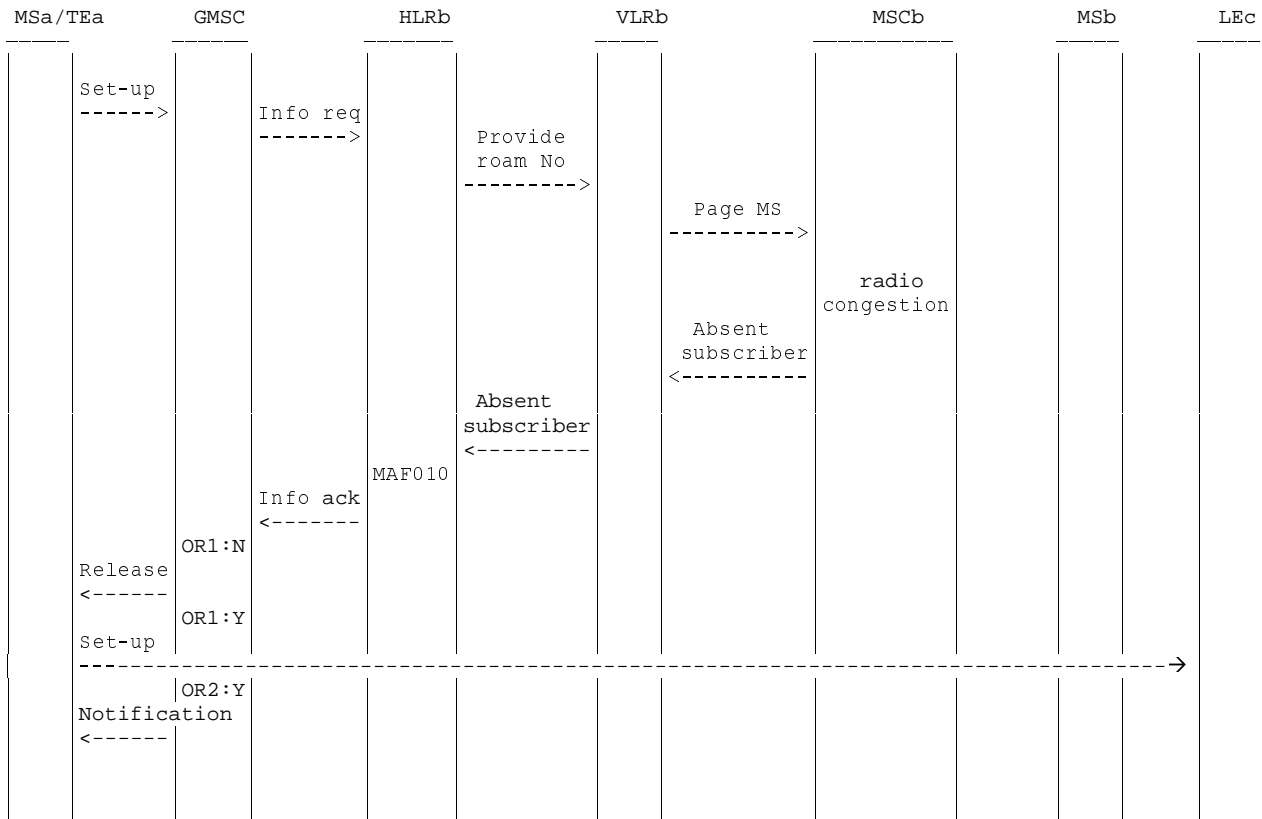 MSa/TEa GMSC HLRb VLRb MSCb MSb LEc
Set-up
------>
Info req
------->
Provide
roam No
--------->
Page MS
---------->
radio
congestion
Absent
subscriber
<----------
Absent
subscriber
<---------
MAF010
Info ack
<-------
OR1:N
Release
<------
OR1:Y
Set-up
OR2:Y
Notification
<------